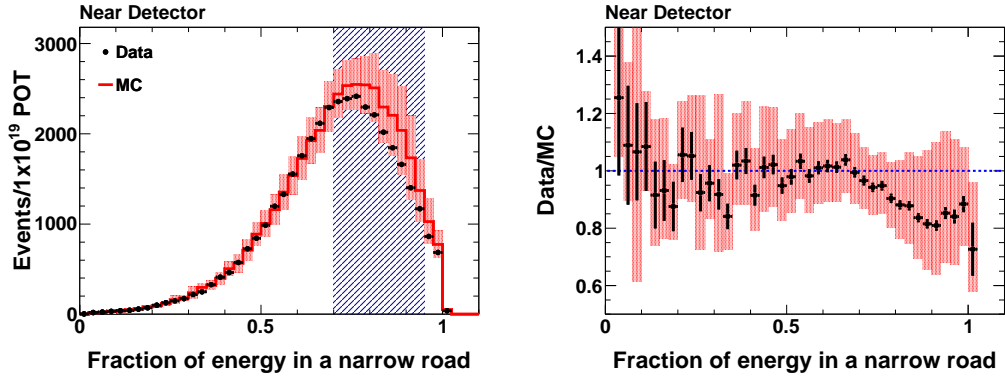 Near Detector
3000
2000
1000
0
0
0.5
1
Events/1x10¹⁹ POT
Data
MC
Fraction of energy in a narrow road
Near Detector
1.4
1.2
1
0.8
0.6
0
0.5
1
Data/MC
Fraction of energy in a narrow road